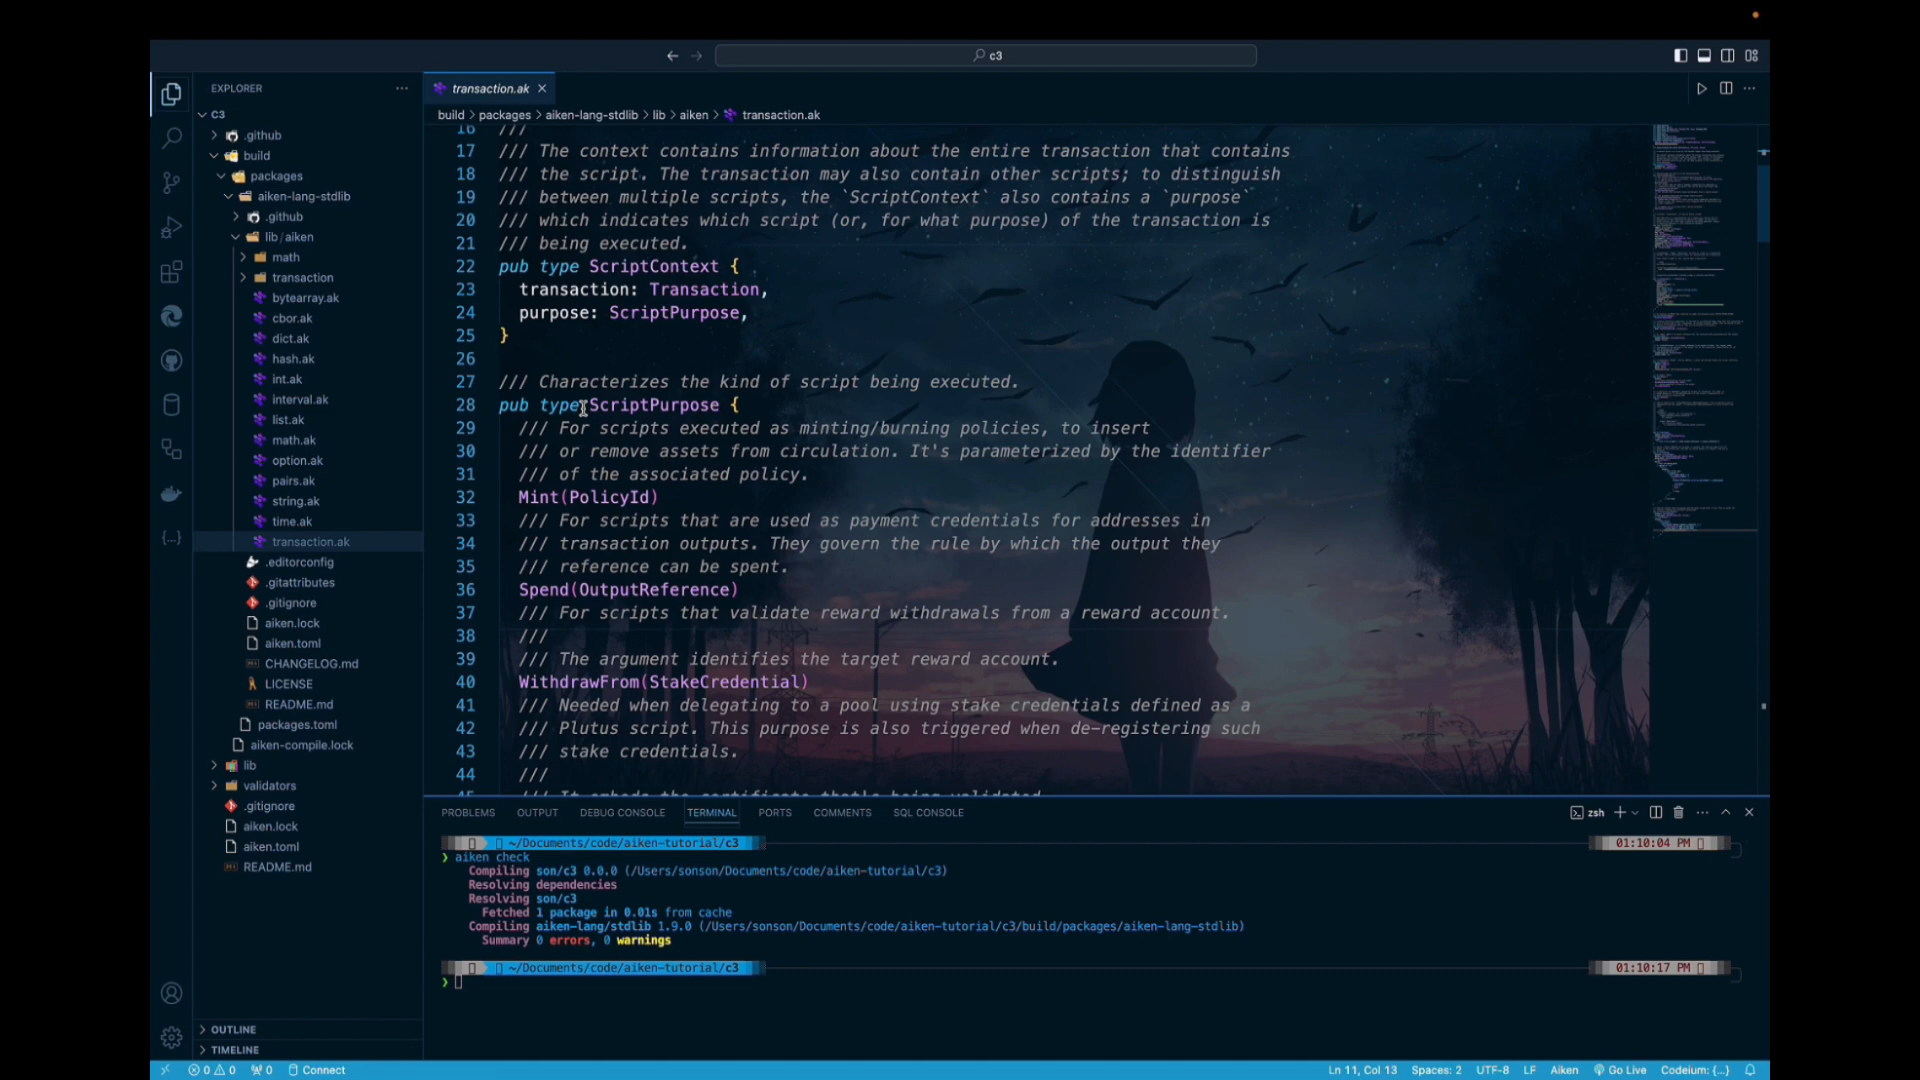 c3
EXPLORER
transaction.ak
C3
build > packages > aiken-lang-stdlib > lib > aiken > transaction.ak
.github
build
packages
aiken-lang-stdlib
.github
lib/aiken
math
transaction
bytearray.ak
cbor.ak
dict.ak
hash.ak
int.ak
interval.ak
list.ak
math.ak
option.ak
pairs.ak
string.ak
time.ak
transaction.ak
.editorconfig
.gitattributes
.gitignore
aiken.lock
aiken.toml
CHANGELOG.md
LICENSE
README.md
packages.toml
aiken-compile.lock
lib
validators
.gitignore
aiken.lock
aiken.toml
README.md
OUTLINE
TIMELINE
16 ///
17 /// The context contains information about the entire transaction that contains
18 /// the script. The transaction may also contain other scripts; to distinguish
19 /// between multiple scripts, the `ScriptContext` also contains a `purpose`
20 /// which indicates which script (or, for what purpose) of the transaction is
21 /// being executed.
22 pub type ScriptContext {
23 transaction: Transaction,
24 purpose: ScriptPurpose,
25 }
26
27 /// Characterizes the kind of script being executed.
28 pub type ScriptPurpose {
29 /// For scripts executed as minting/burning policies, to insert
30 /// or remove assets from circulation. It's parameterized by the identifier
31 /// of the associated policy.
32 Mint(PolicyId)
33 /// For scripts that are used as payment credentials for addresses in
34 /// transaction outputs. They govern the rule by which the output they
35 /// reference can be spent.
36 Spend(OutputReference)
37 /// For scripts that validate reward withdrawals from a reward account.
38 ///
39 /// The argument identifies the target reward account.
40 WithdrawFrom(StakeCredential)
41 /// Needed when delegating to a pool using stake credentials defined as a
42 /// Plutus script. This purpose is also triggered when de-registering such
43 /// stake credentials.
44 ///
45 /// It embeds the certificate that's being validated.
PROBLEMS OUTPUT DEBUG CONSOLE TERMINAL PORTS COMMENTS SQL CONSOLE
zsh
~/Documents/code/aiken-tutorial/c3 01:10:04 PM
❯ aiken check
Compiling son/c3 0.0.0 (/Users/sonson/Documents/code/aiken-tutorial/c3)
Resolving dependencies
Resolving son/c3
Fetched 1 package in 0.01s from cache
Compiling aiken-lang/stdlib 1.9.0 (/Users/sonson/Documents/code/aiken-tutorial/c3/build/packages/aiken-lang-stdlib)
Summary 0 errors, 0 warnings
~/Documents/code/aiken-tutorial/c3 01:10:17 PM
❯
0 0 0 Connect Ln 11, Col 13 Spaces: 2 UTF-8 LF Aiken Go Live Codeium: {...}